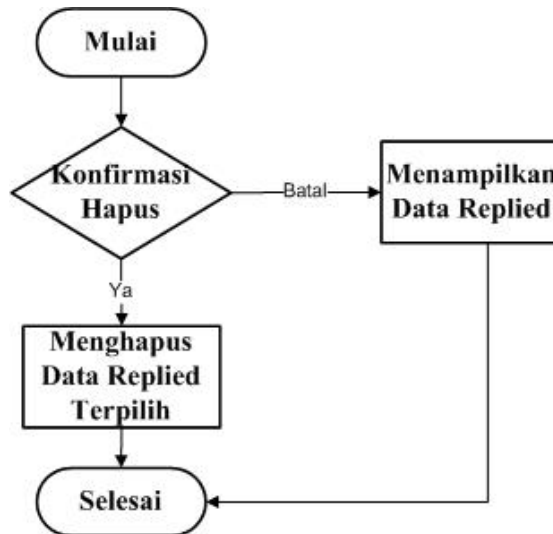 Mulai
Konfirmasi
Hapus
Batal
Menampilkan
Data Replied
Ya
Menghapus
Data Replied
Terpilih
Selesai